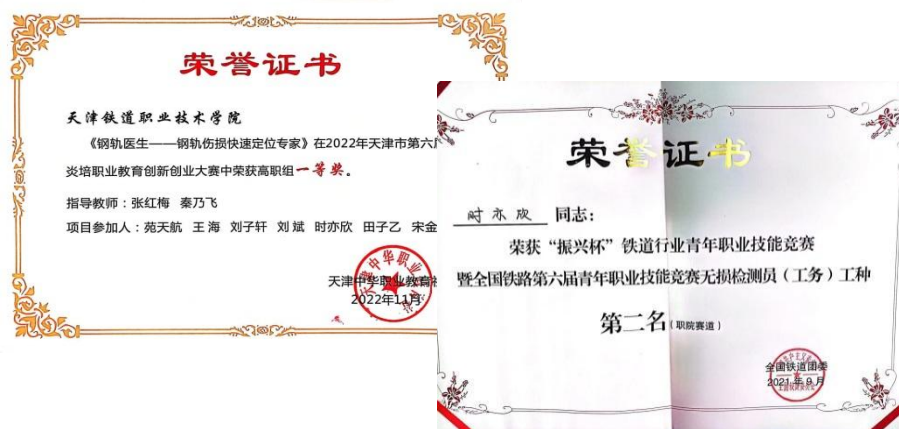 荣誉证书
天津铁道职业技术学院
《钢轨医生——钢轨伤损快速定位专家》在2022年天津市第六
炎培职业教育创新创业大赛中荣获高职组一等奖。
指导教师：张红梅 秦乃飞
项目参加人：苑天航 王海 刘子轩 刘斌 时亦欣 田子乙 宋金
天津中华职业教育社
2022年11月
荣誉证书
时亦欣 同志：
荣获“振兴杯”铁道行业青年职业技能竞赛
暨全国铁路第六届青年职业技能竞赛无损检测员（工务）工种
第二名（职院赛道）
全国铁道团委
2021年9月